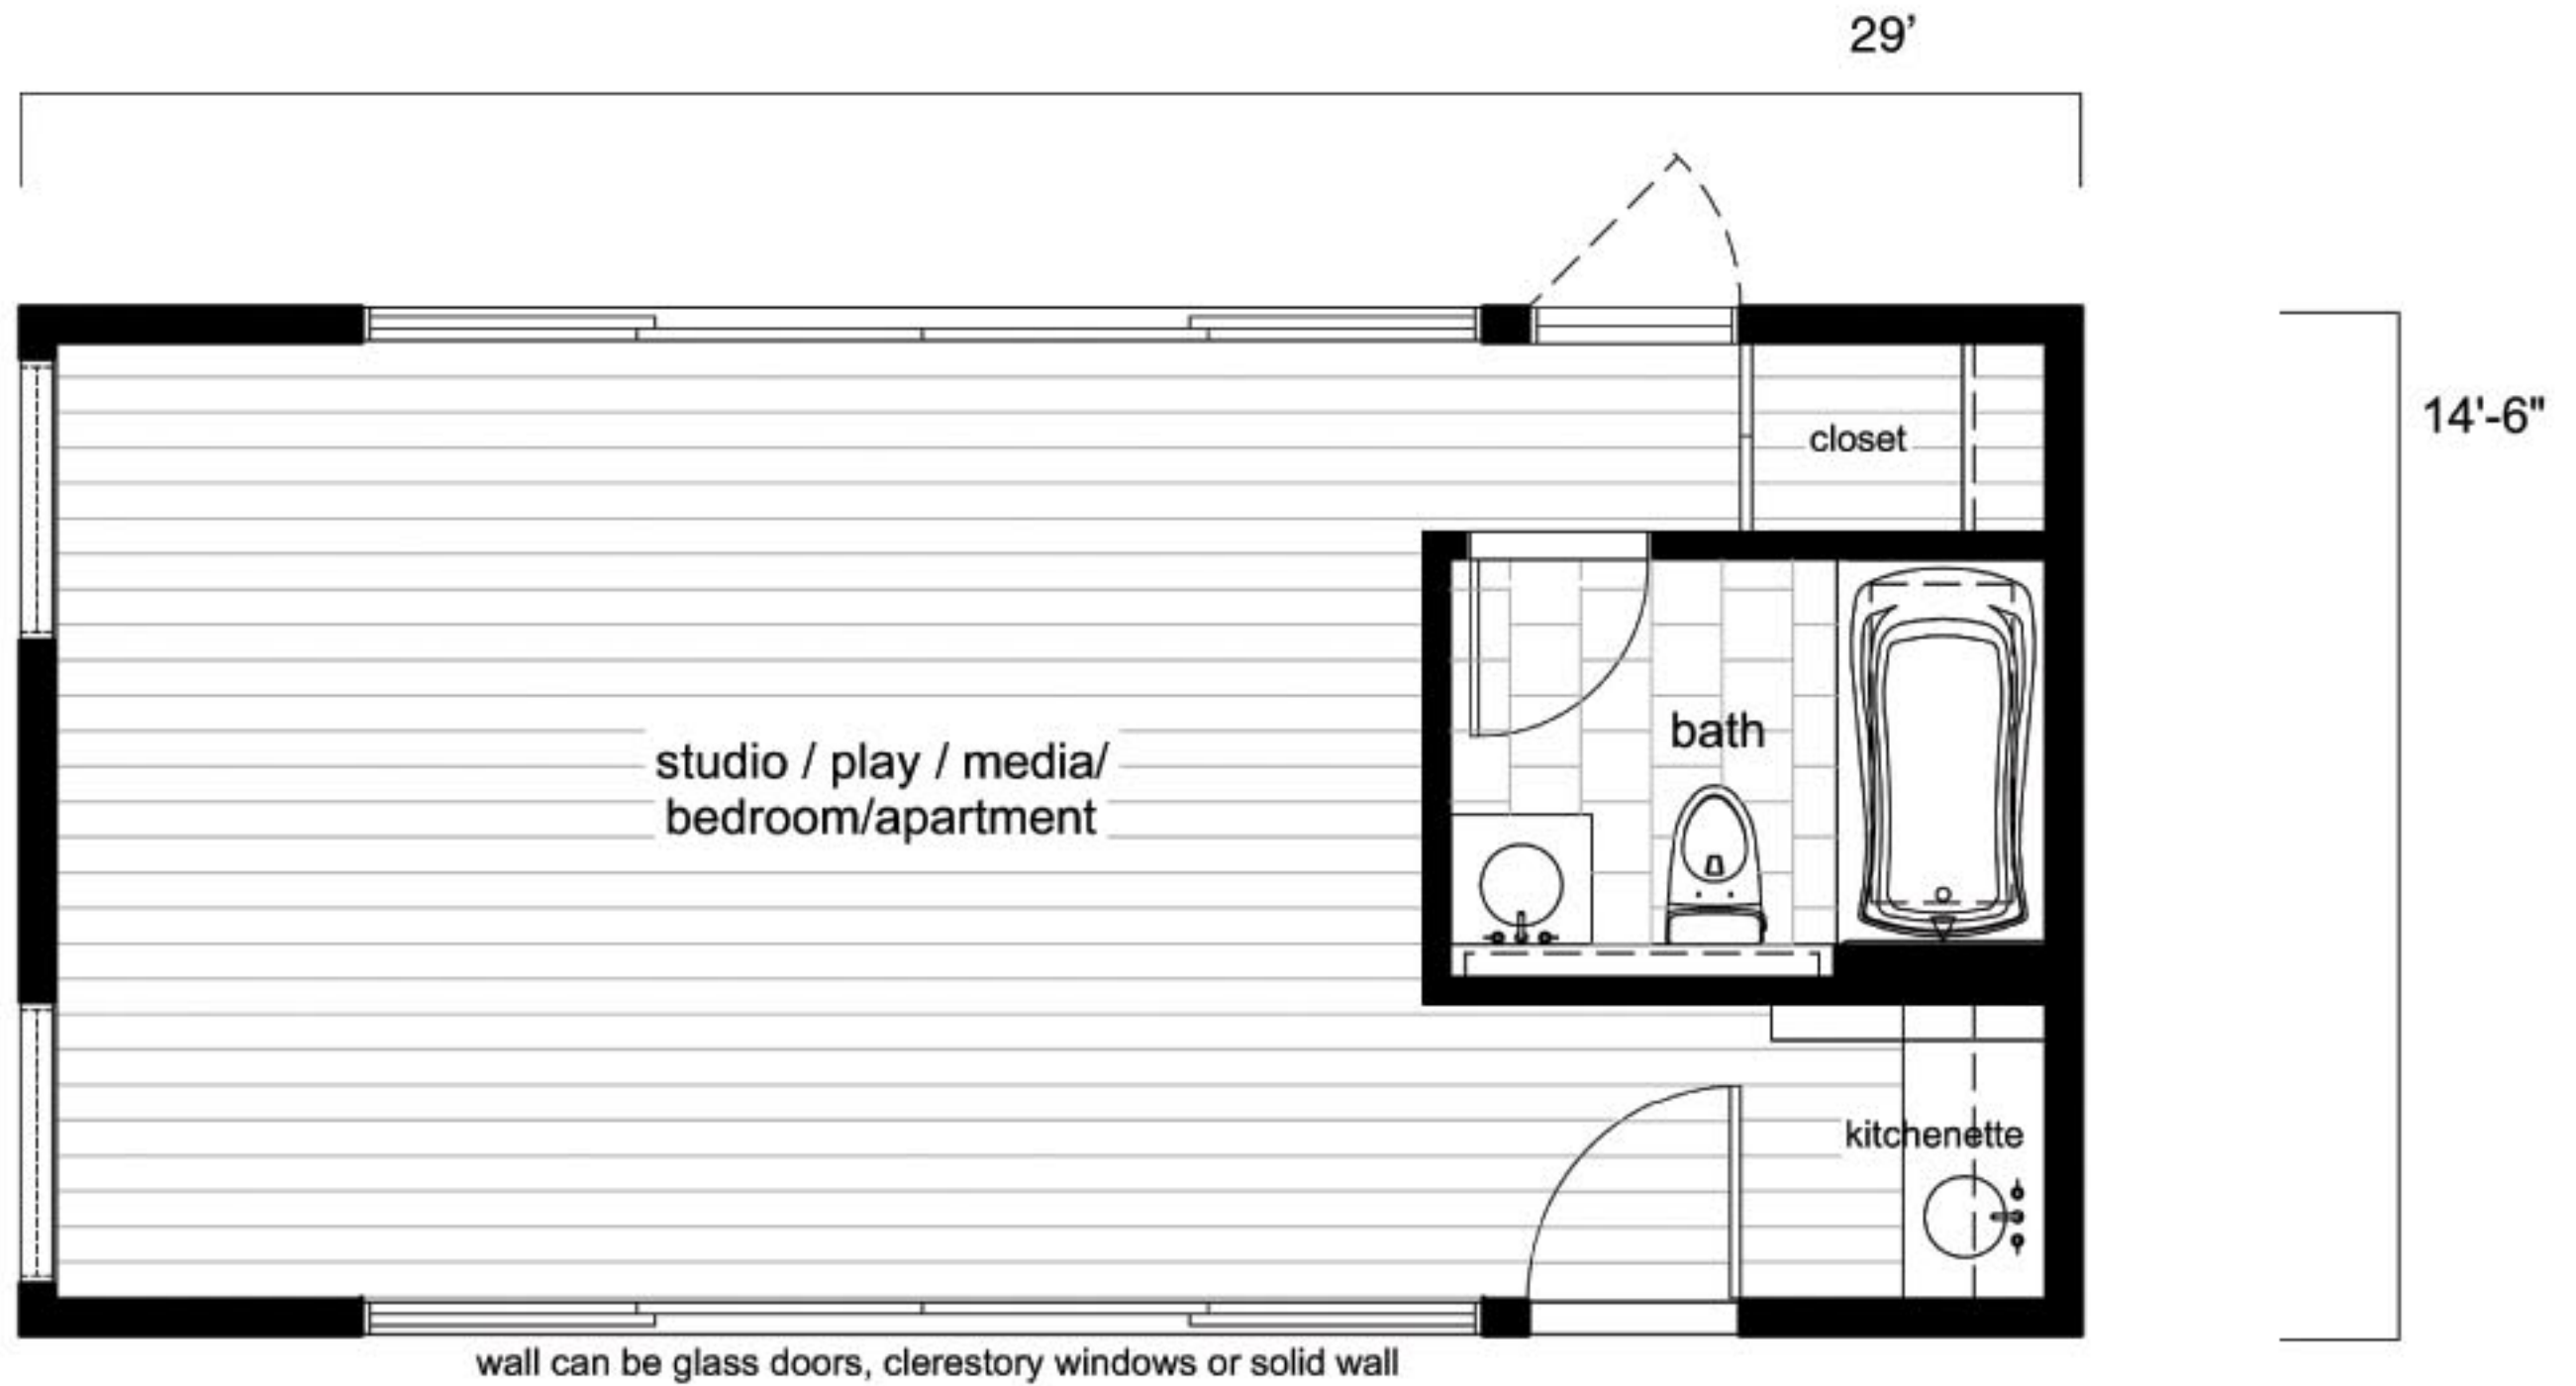 29’
14'-6"
closet
bath
studio / play / media/
bedroom/apartment
kitchenette
wall can be glass doors, clerestory windows or solid wall